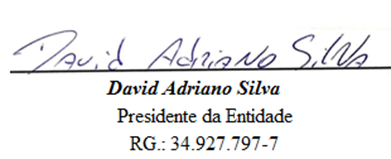 David Adriano Silva
David Adriano Silva
Presidente da Entidade
RG.: 34.927.797-7